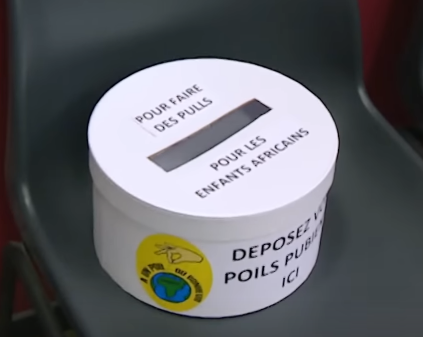 POUR FAIRE
DES PULLS
POUR LES
ENFANTS AFRICAINS
DEPOSEZ
POILS
ICI